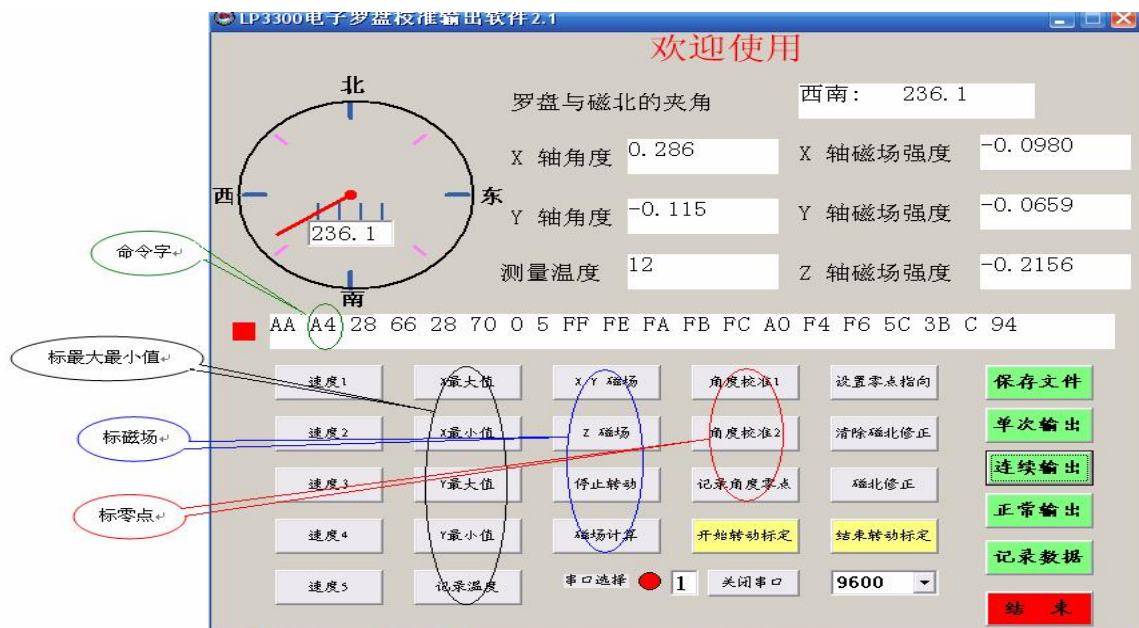 LP3300电子罗盘校准输出软件2.1
欢迎使用
北
西
东
南
236.1
罗盘与磁北的夹角
西南: 236.1
X 轴角度
0.286
X 轴磁场强度
-0.0980
Y 轴角度
-0.115
Y 轴磁场强度
-0.0659
测量温度
12
Z 轴磁场强度
-0.2156
命令字
AA A4 28 66 28 70 0 5 FF FE FA FB FC A0 F4 F6 5C 3B C 94
标最大最小值
标磁场
标零点
速度1
X最大值
X Y 磁场
角度校准1
设置零点指向
保存文件
速度2
X最小值
Z 磁场
角度校准2
清除磁北修正
单次输出
速度3
Y最大值
停止转动
记录角度零点
磁北修正
连续输出
速度4
Y最小值
磁场计算
开始转动标定
结束转动标定
正常输出
速度5
记录温度
串口选择
1
关闭串口
9600
记录数据
结 束